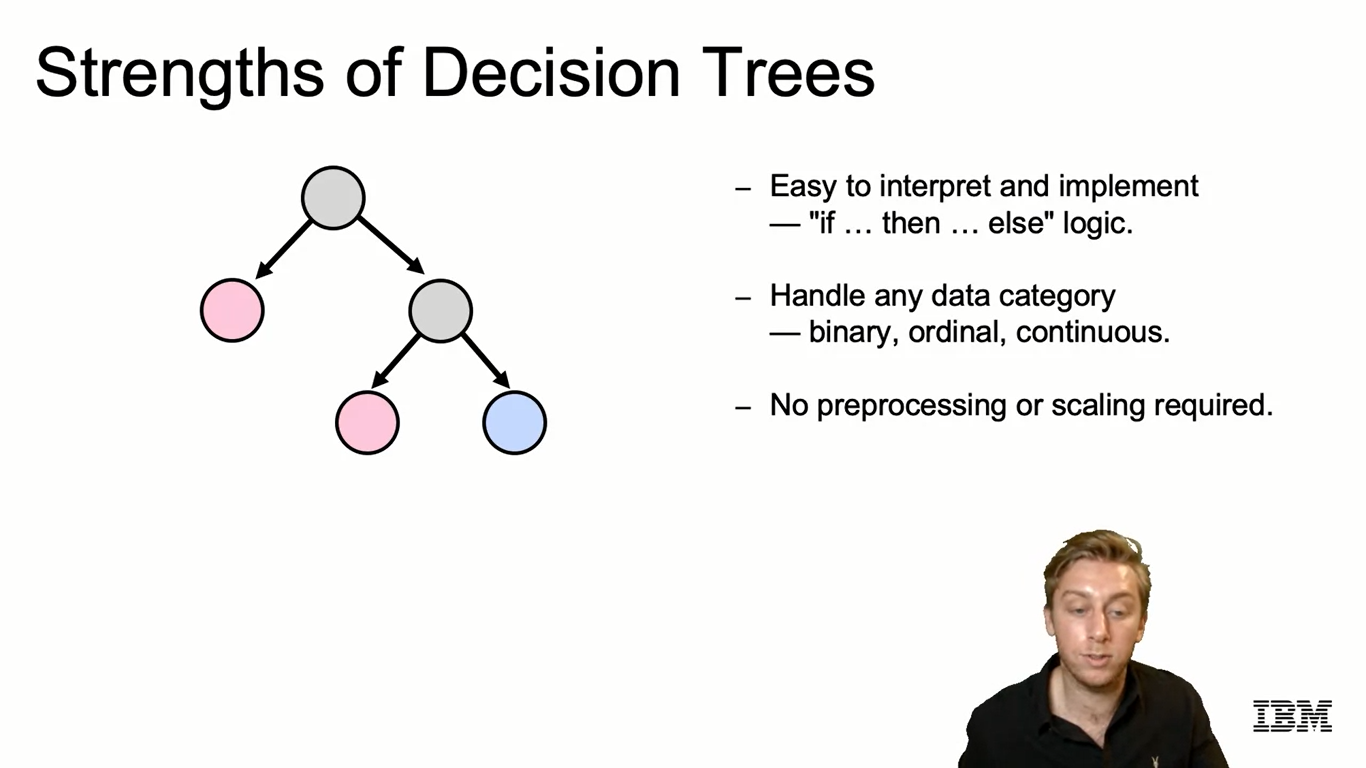 Strengths of Decision Trees
– Easy to interpret and implement
— "if … then … else" logic.
– Handle any data category
— binary, ordinal, continuous.
– No preprocessing or scaling required.
IBM